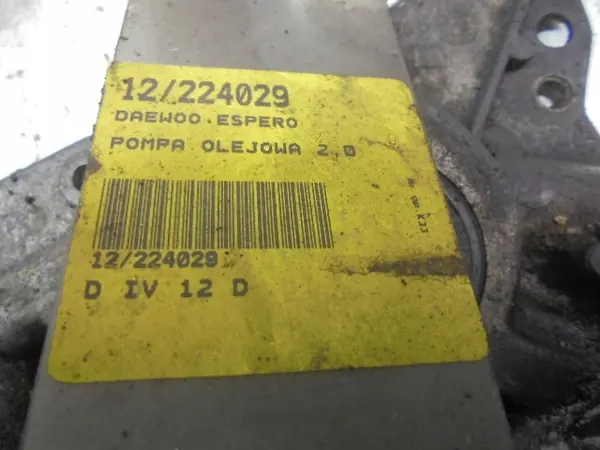 12/224029
DAEWOO.ESPERO
POMPA OLEJOWA 2.0
12/224029
D IV 12 D